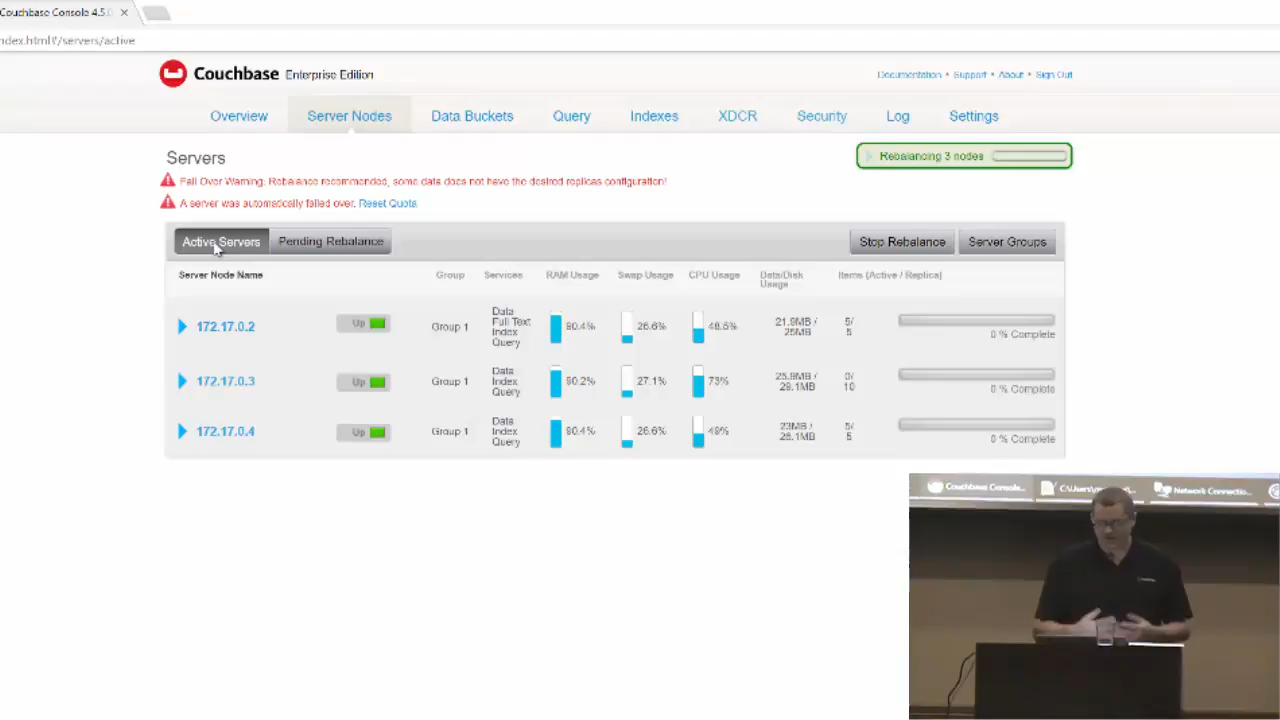 Couchbase Console 4.5.0
ndex.html#/servers/active
Couchbase Enterprise Edition
Documentation • Support • About • Sign Out
Overview Server Nodes Data Buckets Query Indexes XDCR Security Log Settings
Servers
Rebalancing 3 nodes
Fail Over Warning: Rebalance recommended, some data does not have the desired replicas configuration!
A server was automatically failed over. Reset Quota
Active Servers Pending Rebalance Stop Rebalance Server Groups
Server Node Name Group Services RAM Usage Swap Usage CPU Usage Data/Disk Usage Items (Active / Replica)
172.17.0.2 Up Group 1 Data Full Text Index Query 90.4% 26.6% 48.5% 21.9MB / 25MB 5/ 5 0 % Complete
172.17.0.3 Up Group 1 Data Index Query 90.2% 27.1% 73% 25.9MB / 29.1MB 0/ 10 0 % Complete
172.17.0.4 Up Group 1 Data Index Query 90.4% 26.6% 49% 23MB / 26.1MB 5/ 5 0 % Complete
Couchbase Console... C:\Users\ Network Connectio...